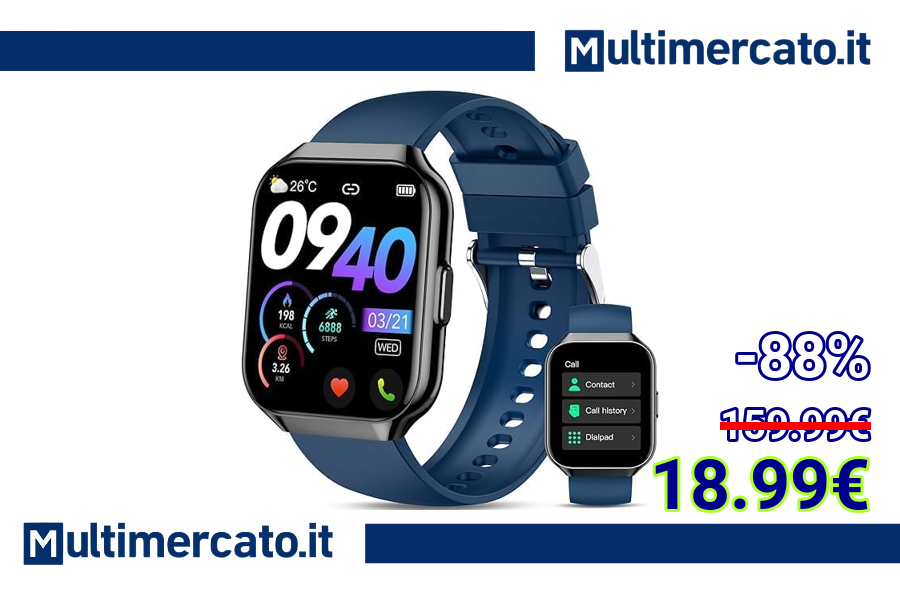 Multimercato.it
26°C
09
40
198
KCAL
6888
STEPS
03/21
WED
3.26
KM
Call
Contact
Call history
Dialpad
-88%
159.99€
18.99€
Multimercato.it